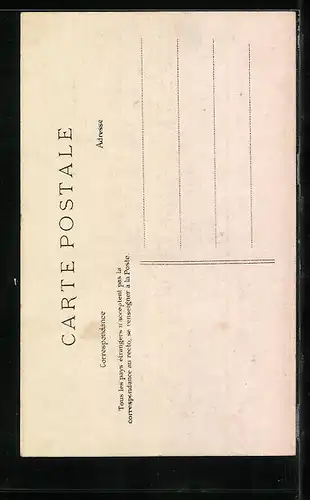 CARTE POSTALE
Correspondance
Adresse
Tous les pays étrangers n'acceptent pas la
correspondance au recto, se renseigner à la Poste.